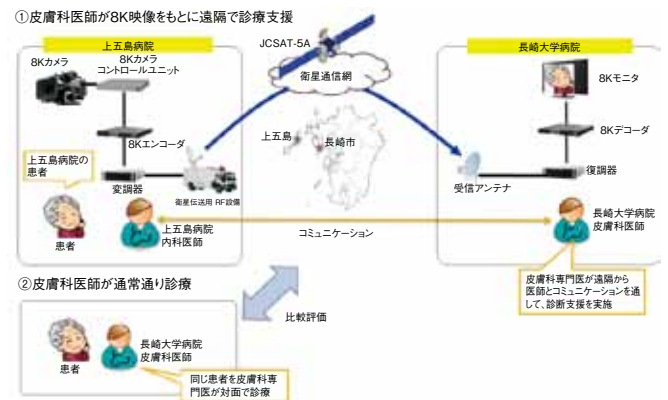 ①皮膚科医師が8K映像をもとに遠隔で診療支援
上五島病院
8Kカメラ
8Kカメラ
コントロールユニット
8Kエンコーダ
上五島病院の
患者
変調器
衛星伝送用 RF設備
患者
上五島病院
内科医師
JCSAT-5A
衛星通信網
上五島
長崎市
コミュニケーション
長崎大学病院
8Kモニタ
8Kデコーダ
受信アンテナ
復調器
長崎大学病院
皮膚科医師
皮膚科専門医が遠隔から
医師とコミュニケーションを通
して、診断支援を実施
②皮膚科医師が通常通り診療
比較評価
患者
長崎大学病院
皮膚科医師
同じ患者を皮膚科専
門医が対面で診療